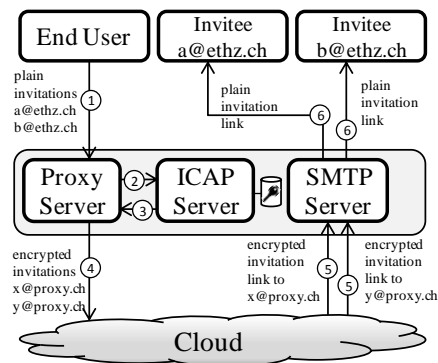 End User
Invitee
a@ethz.ch
Invitee
b@ethz.ch
plain
invitations
a@ethz.ch
b@ethz.ch
1
plain
invitation
link
6
plain
invitation
link
6
Proxy
Server
2
3
ICAP
Server
SMTP
Server
encrypted
invitations
x@proxy.ch
y@proxy.ch
4
encrypted
invitation
link to
x@proxy.ch
5
5
encrypted
invitation
link to
y@proxy.ch
Cloud